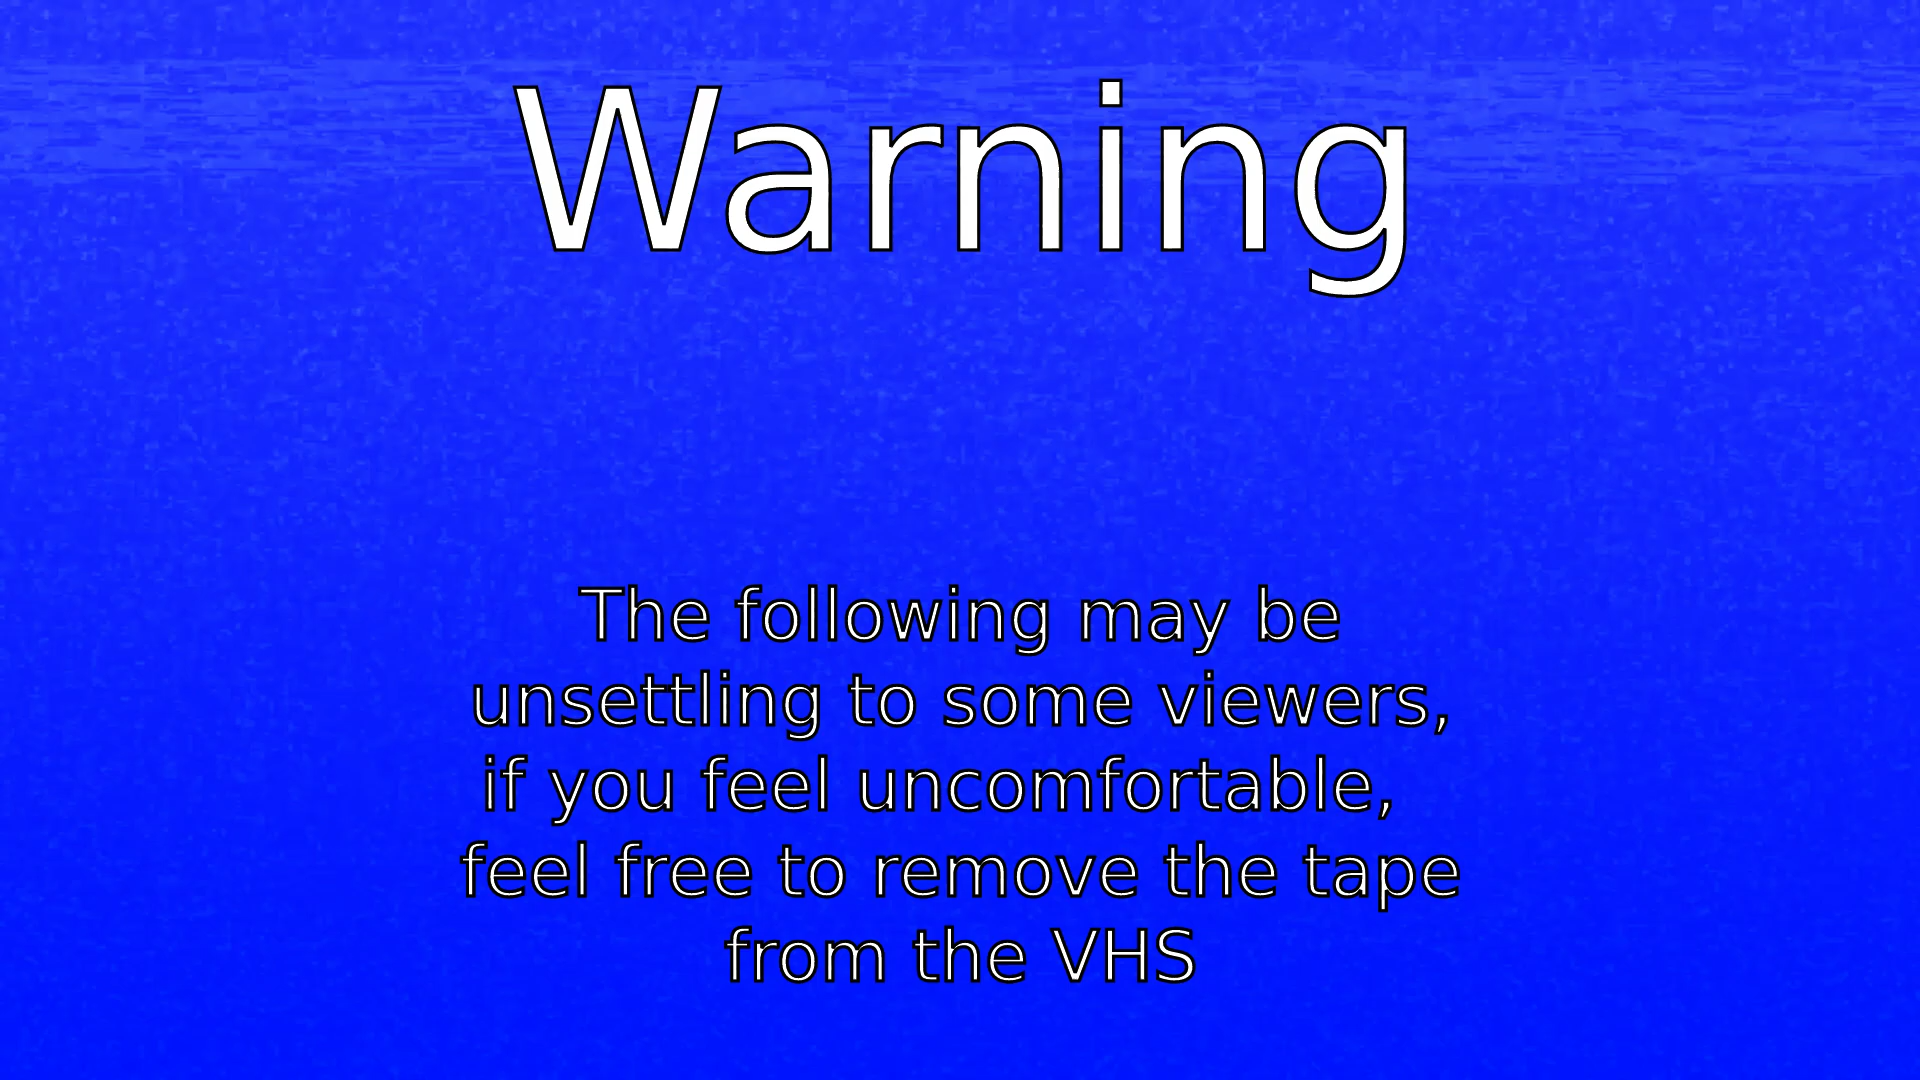 Warning
The following may be
unsettling to some viewers,
if you feel uncomfortable,
feel free to remove the tape
from the VHS